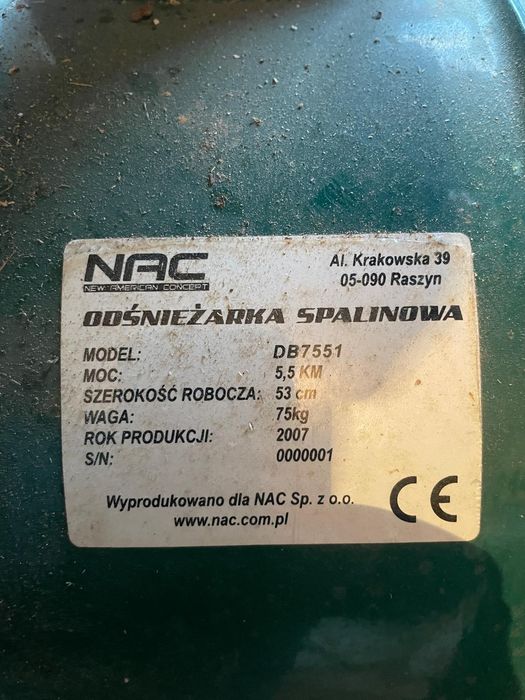 NAC
NEW AMERICAN CONCEPT
Al. Krakowska 39
05-090 Raszyn
ODŚNIEŻARKA SPALINOWA
MODEL: DB7551
MOC: 5,5 KM
SZEROKOŚĆ ROBOCZA: 53 cm
WAGA: 75kg
ROK PRODUKCJI: 2007
S/N: 0000001
Wyprodukowano dla NAC Sp. z o.o.
www.nac.com.pl
CE